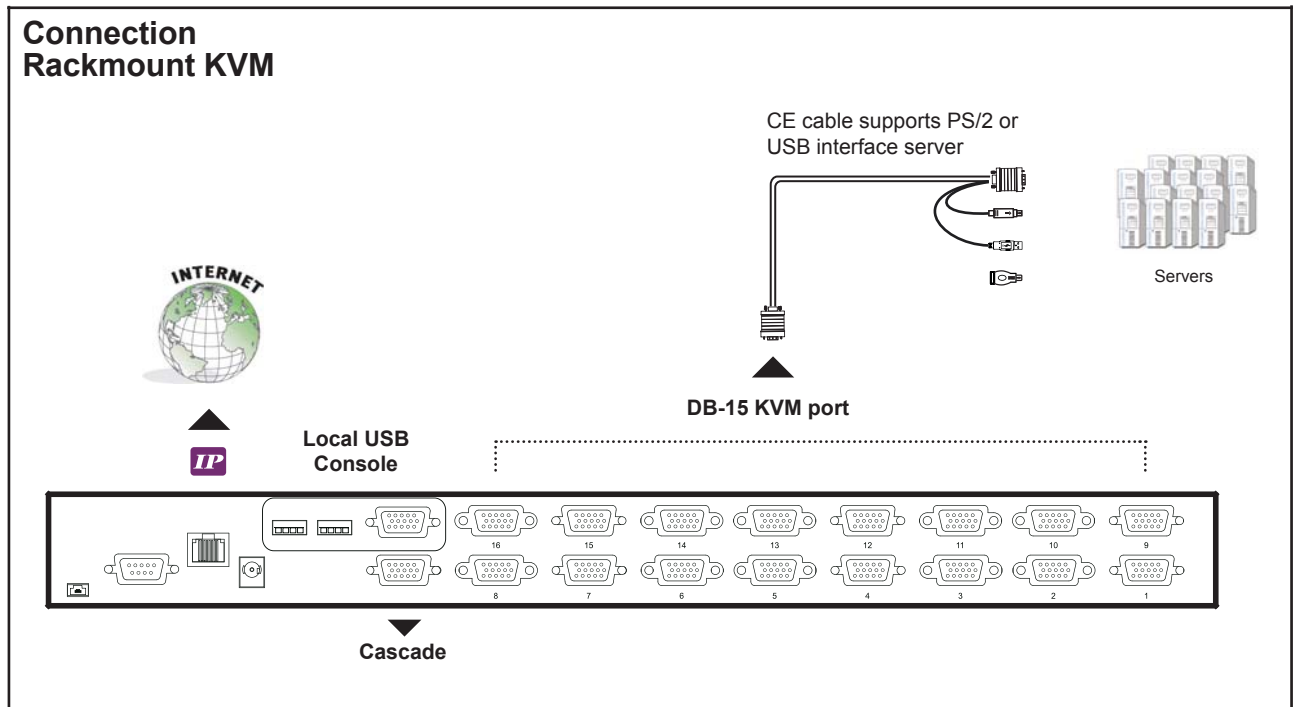 Connection
Rackmount KVM
CE cable supports PS/2 or
USB interface server
Servers
INTERNET
DB-15 KVM port
IP
Local USB
Console
16 15 14 13 12 11 10 9
8 7 6 5 4 3 2 1
Cascade